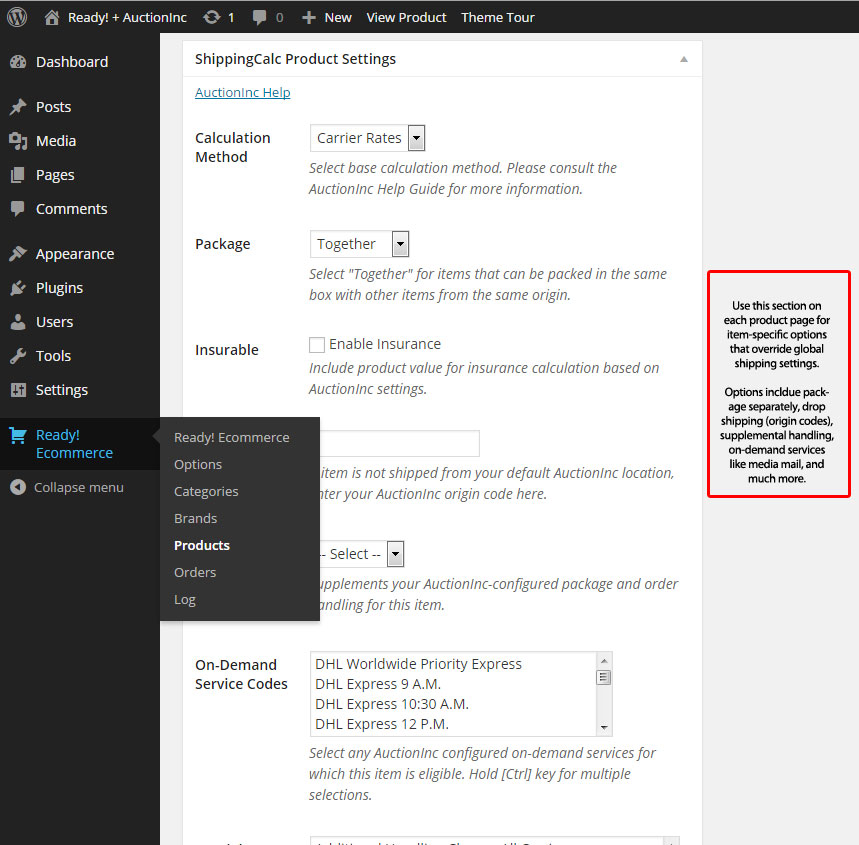 Ready! + AuctionInc 1 0 New View Product Theme Tour
Dashboard
Posts
Media
Pages
Comments
Appearance
Plugins
Users
Tools
Settings
Ready!
Ecommerce
Collapse menu
Ready! Ecommerce
Options
Categories
Brands
Products
Orders
Log
ShippingCalc Product Settings
AuctionInc Help
Calculation
Method
Carrier Rates
Select base calculation method. Please consult the
AuctionInc Help Guide for more information.
Package
Together
Select "Together" for items that can be packed in the same
box with other items from the same origin.
Insurable
Enable Insurance
Include product value for insurance calculation based on
AuctionInc settings.
item is not shipped from your default AuctionInc location,
your AuctionInc origin code here.
-- Select --
your AuctionInc-configured package and order
for this item.
On-Demand
Service Codes
DHL Worldwide Priority Express
DHL Express 9 A.M.
DHL Express 10:30 A.M.
DHL Express 12 P.M.
Select any AuctionInc configured on-demand services for
which this item is eligible. Hold [Ctrl] key for multiple
selections.
Use this section on
each product page for
item-specific options
that override global
shipping settings.
Options incldue pack-
age separately, drop
shipping (origin codes),
supplemental handling,
on-demand services
like media mail, and
much more.